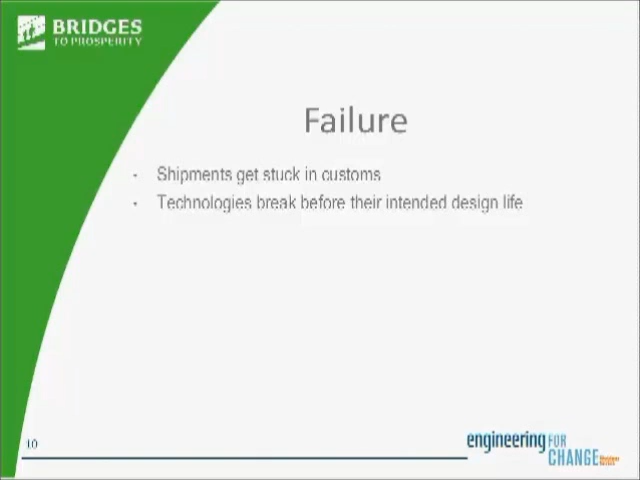 BRIDGES
TO PROSPERITY
Failure
- Shipments get stuck in customs
- Technologies break before their intended design life
10
engineering FOR
CHANGE